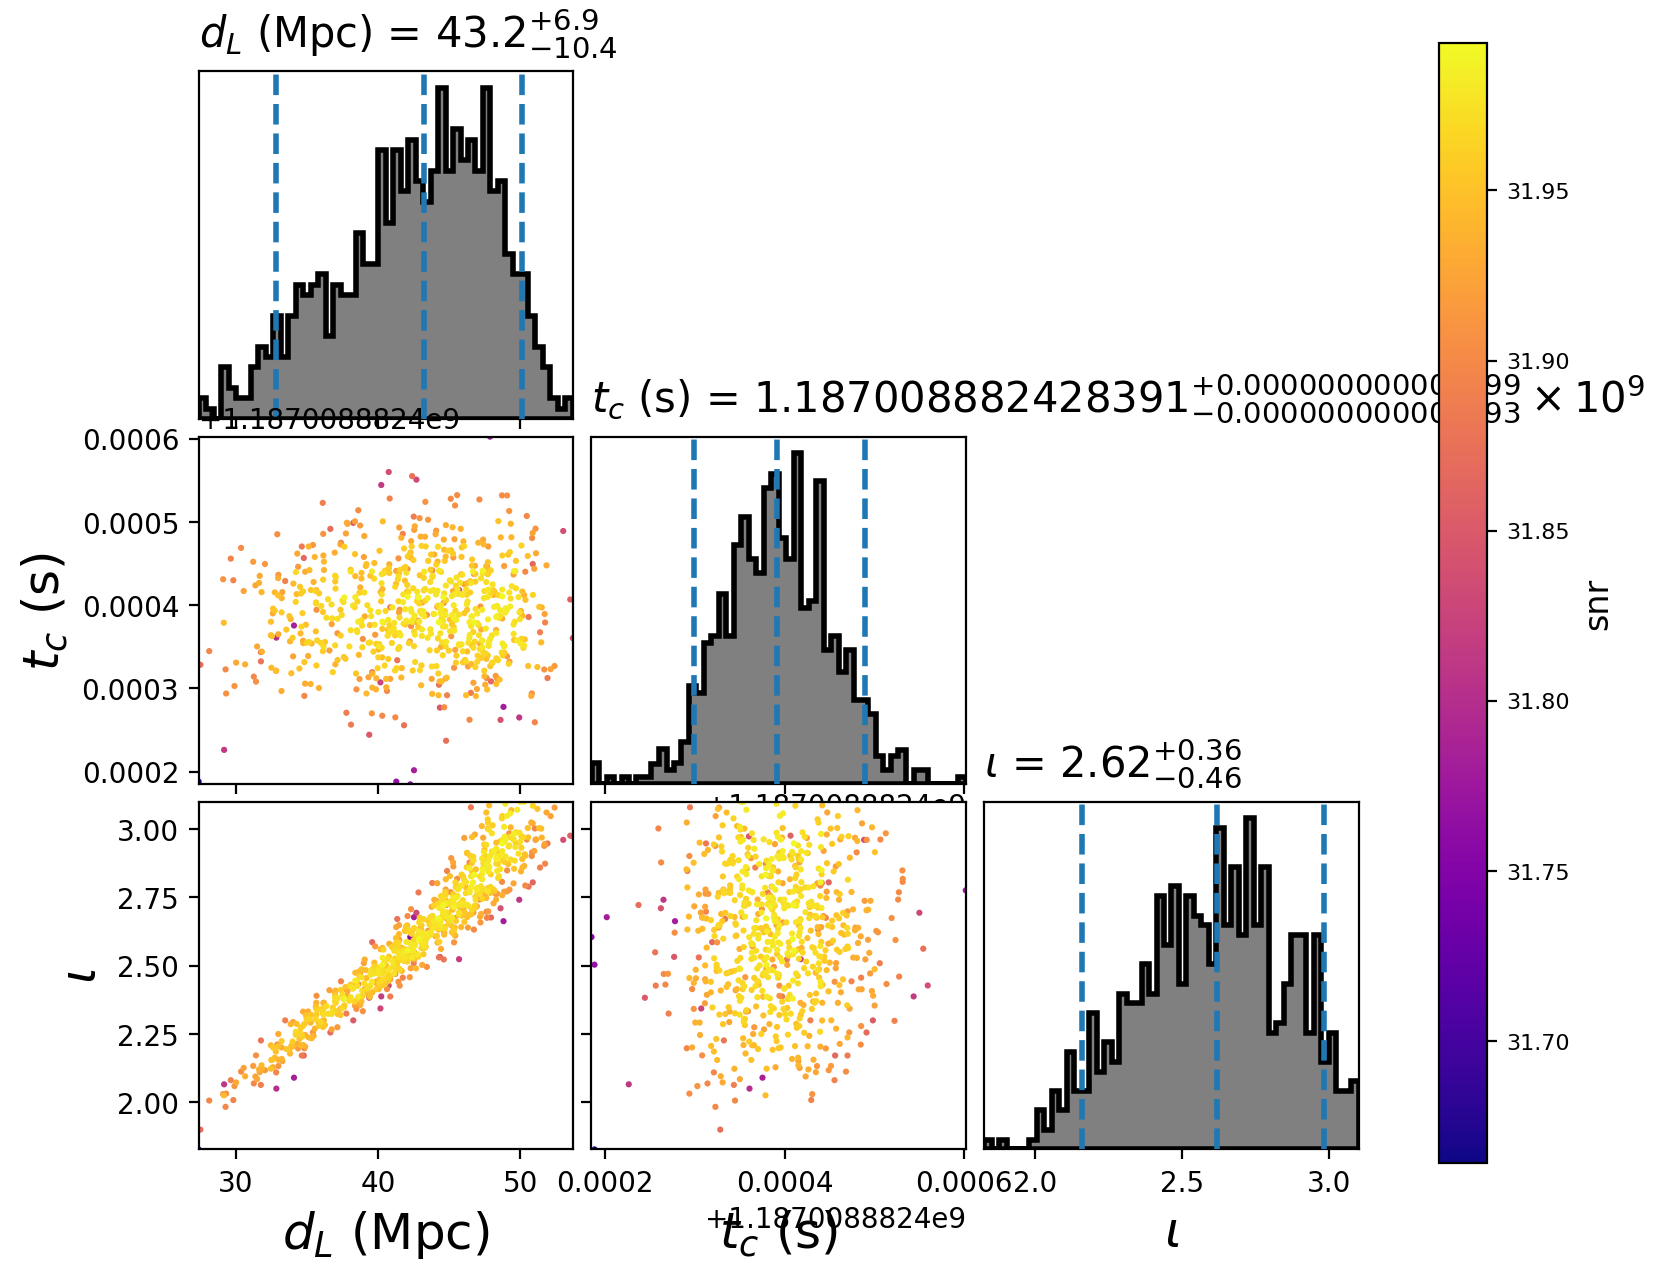 d_L (Mpc) = 43.2^{+6.9}_{-10.4}
+1.1870088824e9
t_c (s) = 1.1870088882428391 × 10^9
0.0006
0.0005
0.0004
0.0003
0.0002
t_c (s)
ι = 2.62^{+0.36}_{-0.46}
3.00
2.75
2.50
2.25
2.00
ι
30 40 50
d_L (Mpc)
0.0002 0.0004 0.0006
+1.1870088824e9
t_c (s)
2.0 2.5 3.0
ι
31.95
31.90
31.85
31.80
31.75
31.70
snr